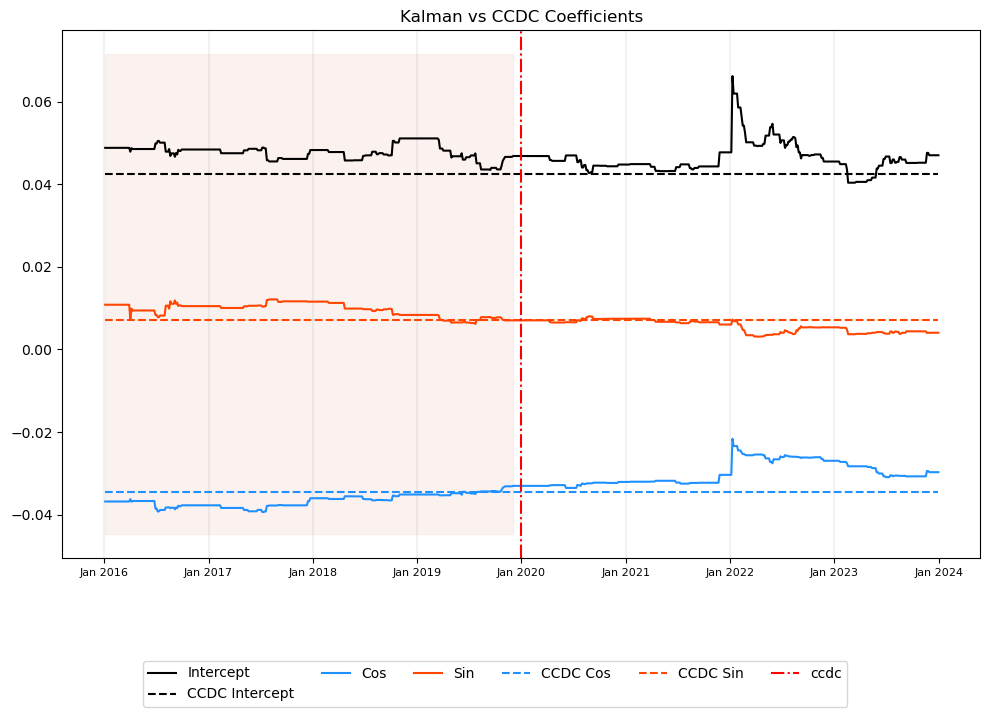 Kalman vs CCDC Coefficients
0.06
0.04
0.02
0.00
−0.02
−0.04
Jan 2016 Jan 2017 Jan 2018 Jan 2019 Jan 2020 Jan 2021 Jan 2022 Jan 2023 Jan 2024
Intercept Cos Sin CCDC Cos CCDC Sin ccdc
CCDC Intercept